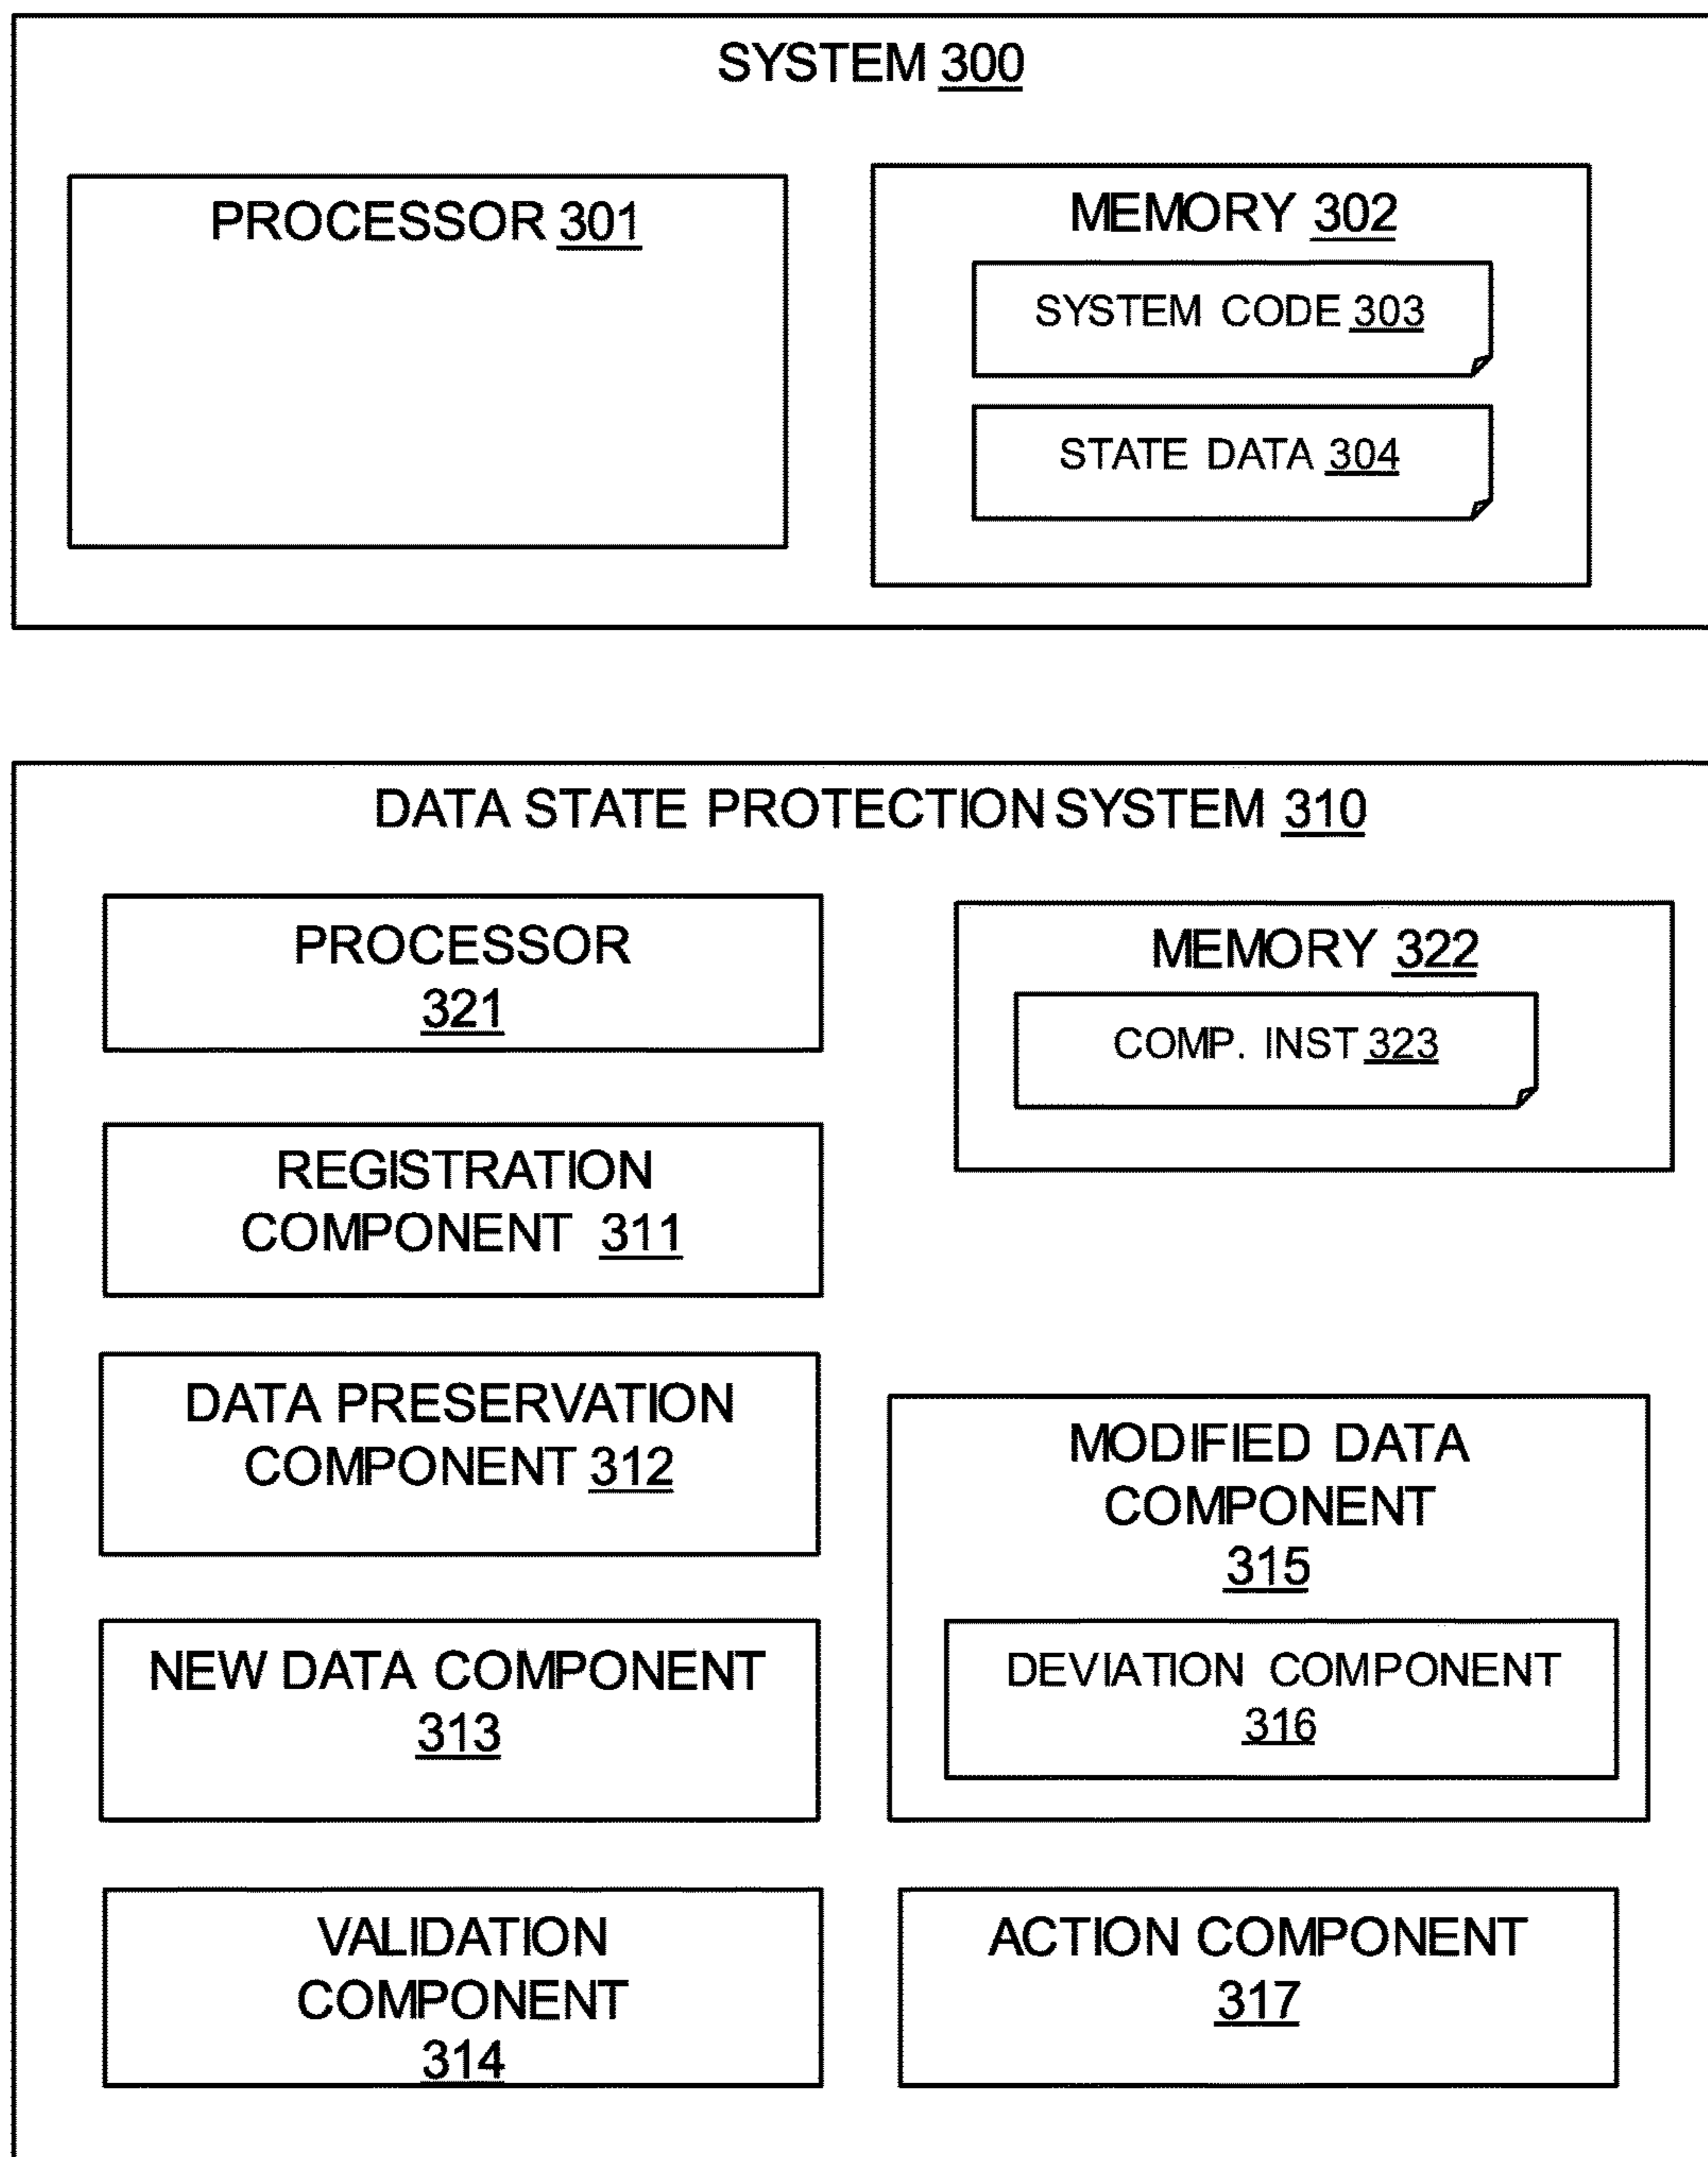 SYSTEM 300
PROCESSOR 301
MEMORY 302
SYSTEM CODE 303
STATE DATA 304
DATA STATE PROTECTION SYSTEM 310
PROCESSOR
321
MEMORY 322
COMP. INST 323
REGISTRATION
COMPONENT 311
DATA PRESERVATION
COMPONENT 312
MODIFIED DATA
COMPONENT
315
DEVIATION COMPONENT
316
NEW DATA COMPONENT
313
VALIDATION
COMPONENT
314
ACTION COMPONENT
317